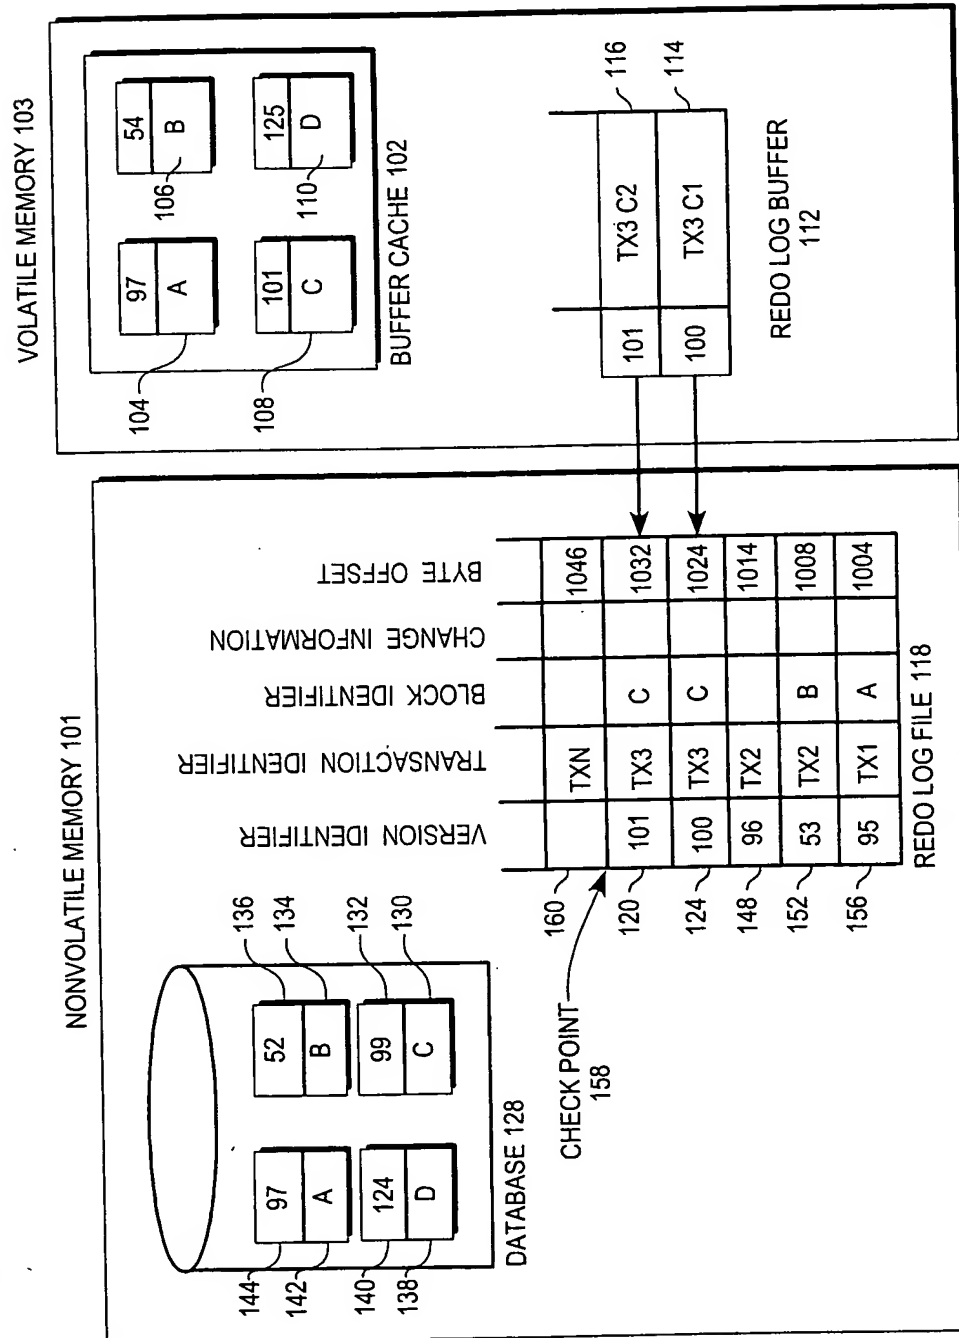 NONVOLATILE MEMORY 101
144
97
142
A
52
136
B
134
140
124
138
D
99
132
C
130
DATABASE 128
CHECK POINT
158
VERSION IDENTIFIER
TRANSACTION IDENTIFIER
BLOCK IDENTIFIER
CHANGE INFORMATION
BYTE OFFSET
160 TXN 1046
120 101 TX3 C 1032
124 100 TX3 C 1024
148 96 TX2 1014
152 53 TX2 B 1008
156 95 TX1 A 1004
REDO LOG FILE 118
VOLATILE MEMORY 103
104
97
A
54
B
106
108
101
C
125
D
110
BUFFER CACHE 102
101 TX3 C2 116
100 TX3 C1 114
REDO LOG BUFFER
112